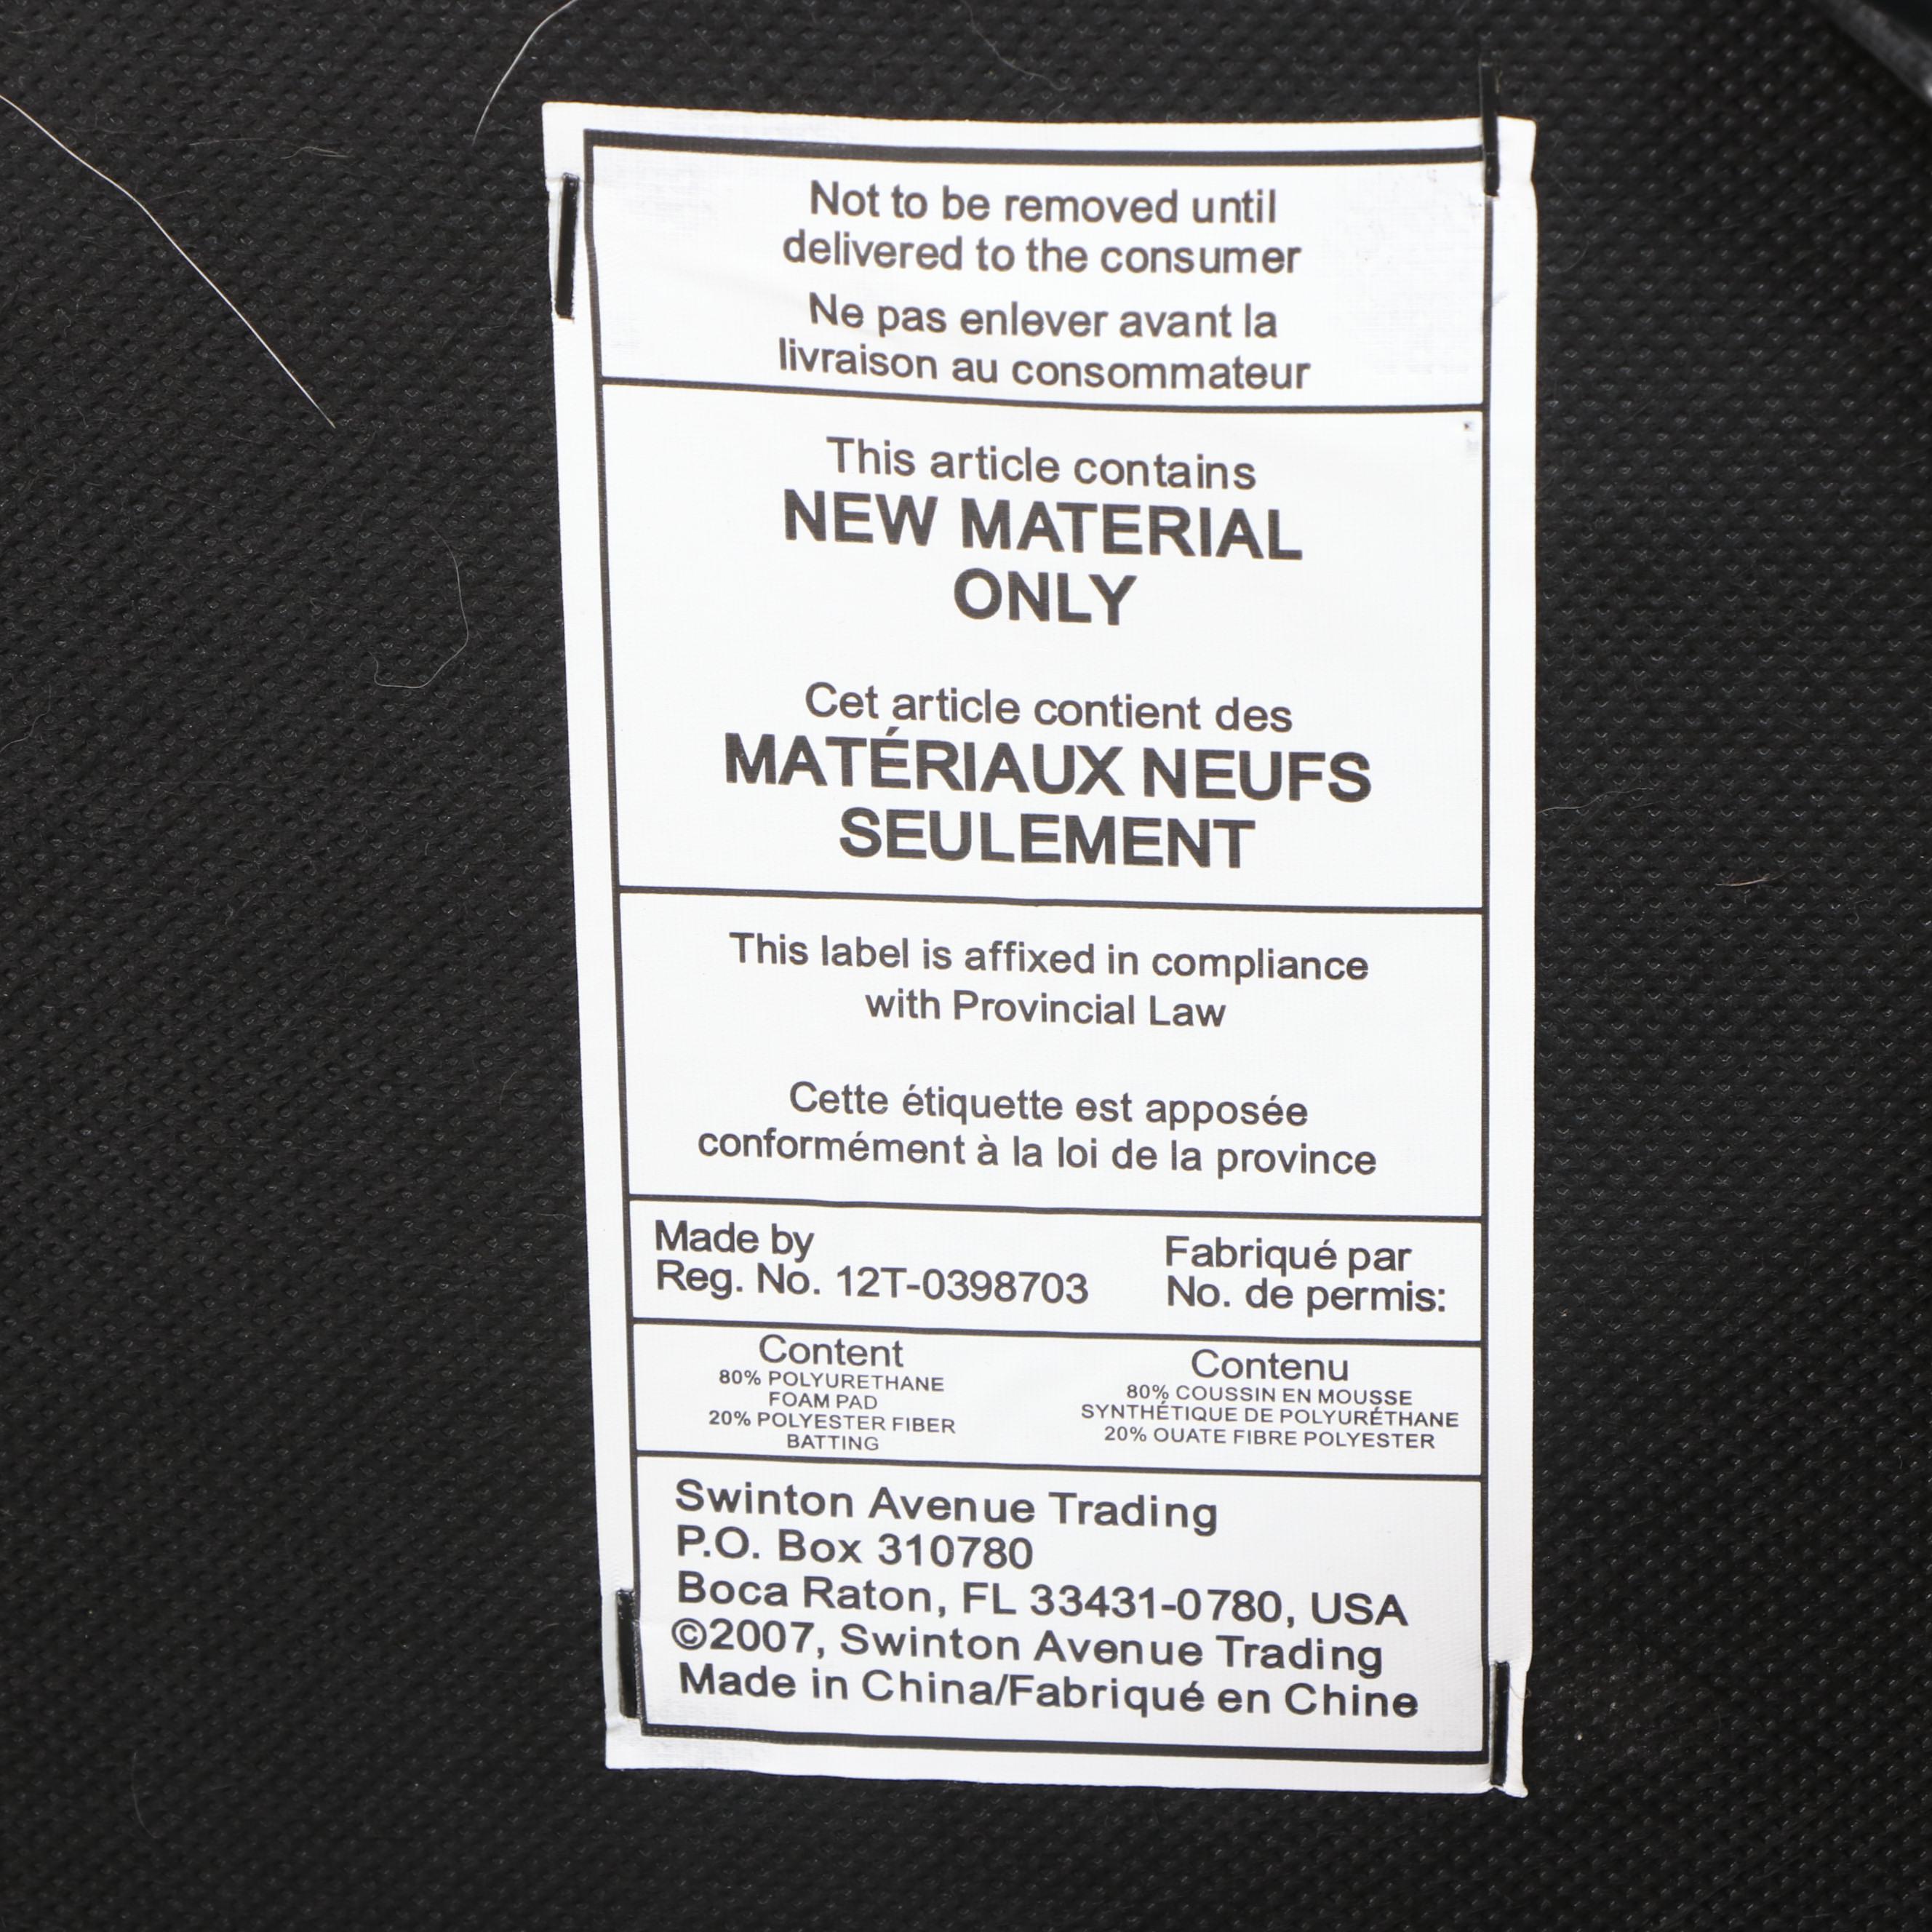 Not to be removed until
delivered to the consumer
Ne pas enlever avant la
livraison au consommateur
This article contains
NEW MATERIAL
ONLY
Cet article contient des
MATÉRIAUX NEUFS
SEULEMENT
This label is affixed in compliance
with Provincial Law
Cette étiquette est apposée
conformément à la loi de la province
Made by
Reg. No. 12T-0398703
Fabriqué par
No. de permis:
Content
80% POLYURETHANE
FOAM PAD
20% POLYESTER FIBER
BATTING
Contenu
80% COUSSIN EN MOUSSE
SYNTHÉTIQUE DE POLYURÉTHANE
20% OUATE FIBRE POLYESTER
Swinton Avenue Trading
P.O. Box 310780
Boca Raton, FL 33431-0780, USA
©2007, Swinton Avenue Trading
Made in China/Fabriqué en Chine